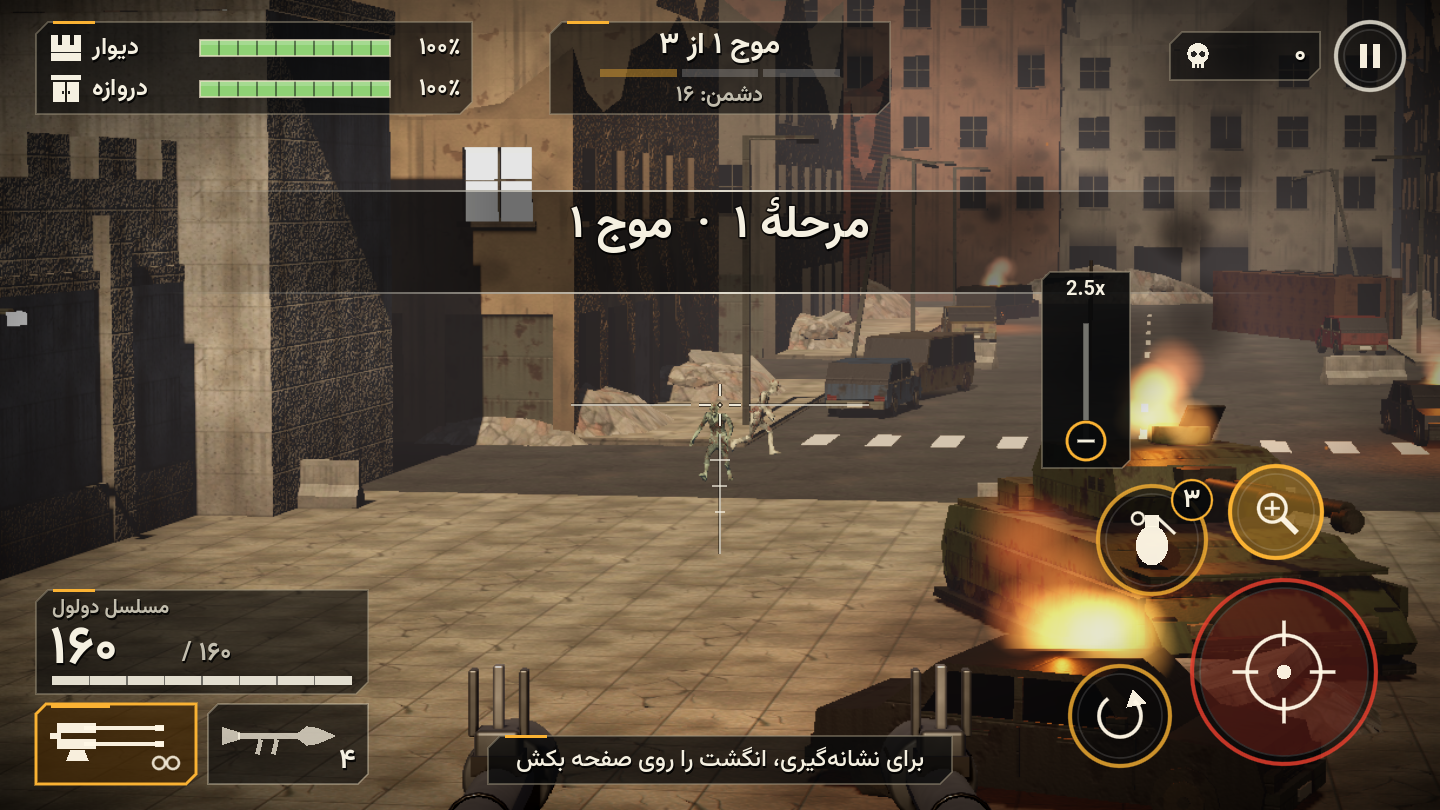 دیوار ۱۰۰٪
دروازه ۱۰۰٪
موج ۱ از ۳
دشمن: ۱۶
۰
مرحلهٔ ۱ · موج ۱
2.5x
۳
مسلسل دولول
۱۶۰ / ۱۶۰
∞
۴
برای نشانه‌گیری، انگشت را روی صفحه بکش